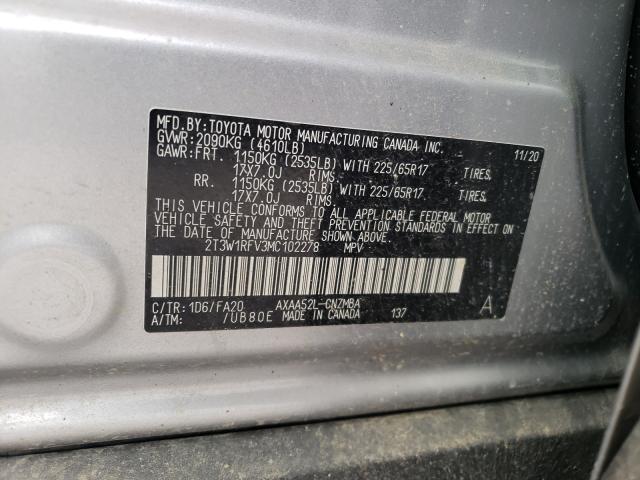 MFD.BY:TOYOTA MOTOR MANUFACTURING CANADA INC.
GVWR:2090KG (4610LB) 11/20
GAWR:FRT. 1150KG (2535LB) WITH 225/65R17 TIRES.
17X7.0J RIMS.
RR. 1150KG (2535LB) WITH 225/65R17 TIRES.
17X7.0J RIMS.
THIS VEHICLE CONFORMS TO ALL APPLICABLE FEDERAL MOTOR
VEHICLE SAFETY AND THEFT PREVENTION STANDARDS IN EFFECT ON
THE DATE OF MANUFACTURE SHOWN ABOVE.
2T3W1RFV3MC102278 MPV
C/TR:1D6/FA20 AXAA52L-CNZMBA A
A/TM: /UB80E MADE IN CANADA 137